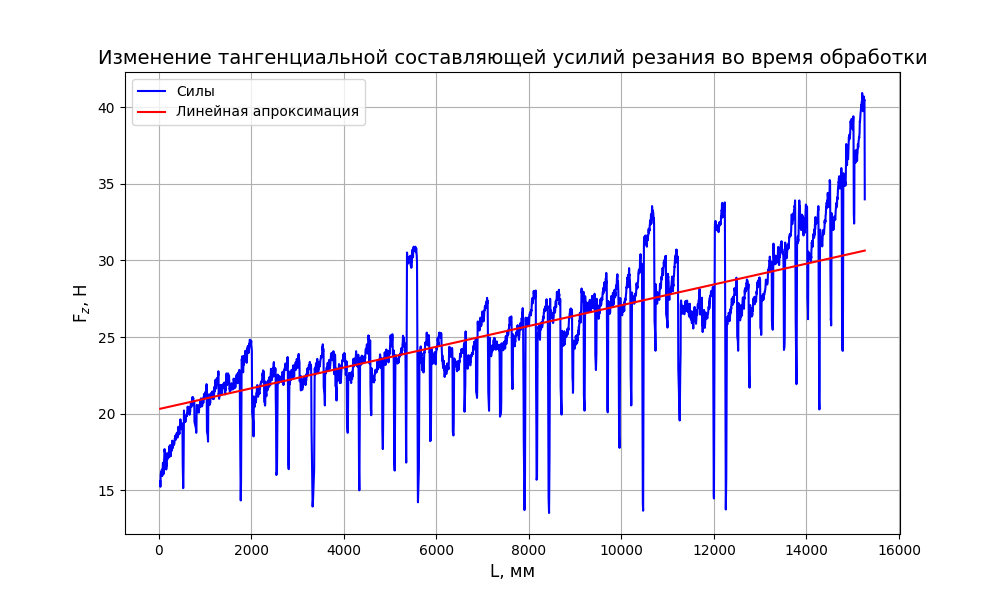 Изменение тангенциальной составляющей усилий резания во время обработки
Силы
Линейная апроксимация
40
35
30
25
20
15
F_z, Н
0 2000 4000 6000 8000 10000 12000 14000 16000
L, мм